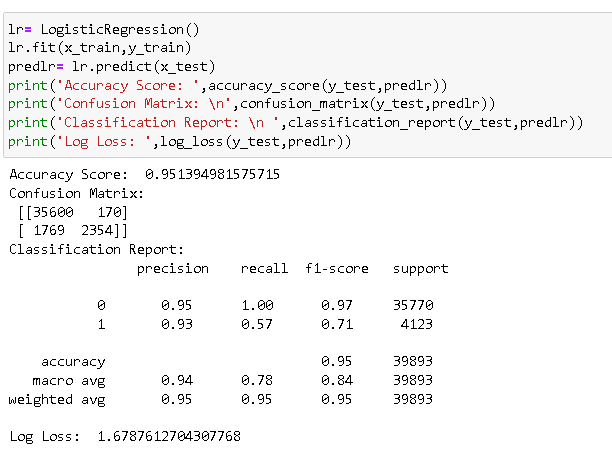 lr= LogisticRegression()
lr.fit(x_train,y_train)
predlr= lr.predict(x_test)
print('Accuracy Score: ',accuracy_score(y_test,predlr))
print('Confusion Matrix: \n',confusion_matrix(y_test,predlr))
print('Classification Report: \n ',classification_report(y_test,predlr))
print('Log Loss: ',log_loss(y_test,predlr))
Accuracy Score:  0.951394981575715
Confusion Matrix:
 [[35600   170]
 [ 1769  2354]]
Classification Report:
                precision    recall  f1-score   support
           0       0.95      1.00      0.97     35770
           1       0.93      0.57      0.71      4123
    accuracy                           0.95     39893
   macro avg       0.94      0.78      0.84     39893
weighted avg       0.95      0.95      0.95     39893
Log Loss:  1.6787612704307768